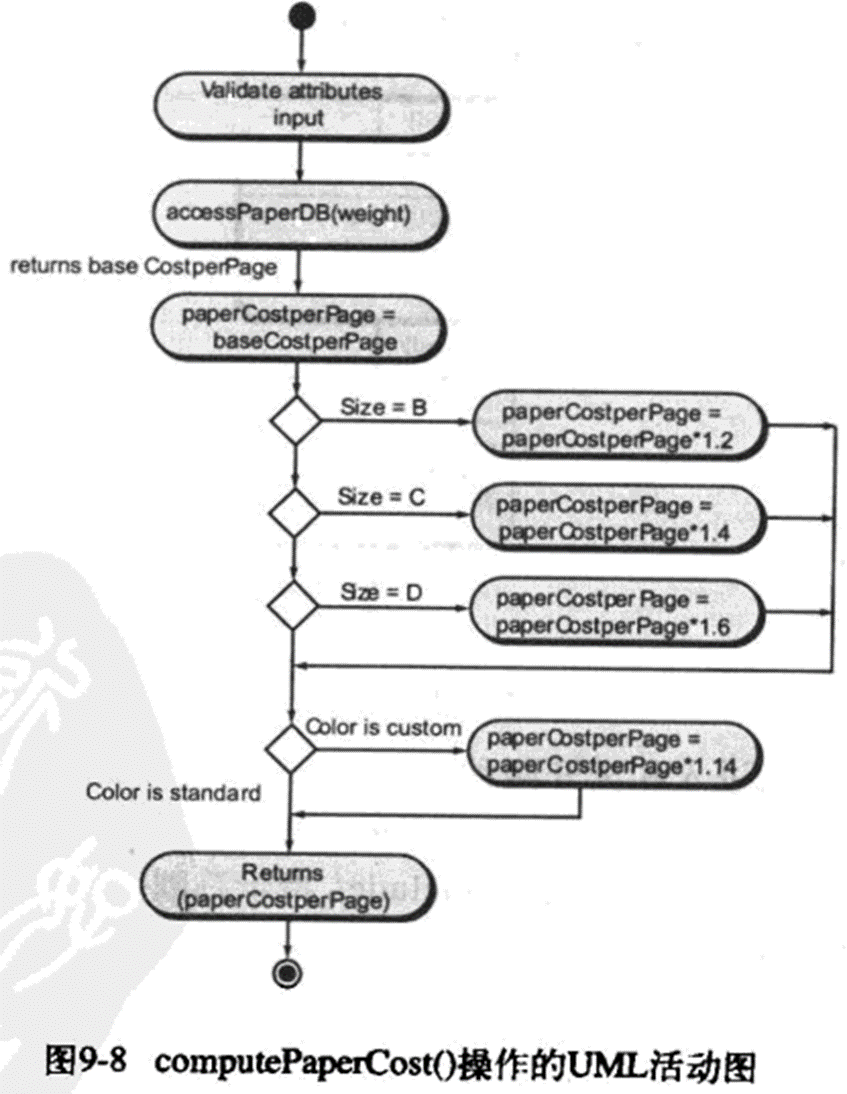 Validate attributes
input
accessPaperDB(weight)
returns base CostperPage
paperCostperPage =
baseCostperPage
Size = B
paperCostperPage =
paperCostperPage*1.2
Size = C
paperCostperPage =
paperCostperPage*1.4
Size = D
paperCostperPage =
paperCostperPage*1.6
Color is custom
paperCostperPage =
paperCostperPage*1.14
Color is standard
Returns
(paperCostperPage)
图9-8 computePaperCost()操作的UML活动图